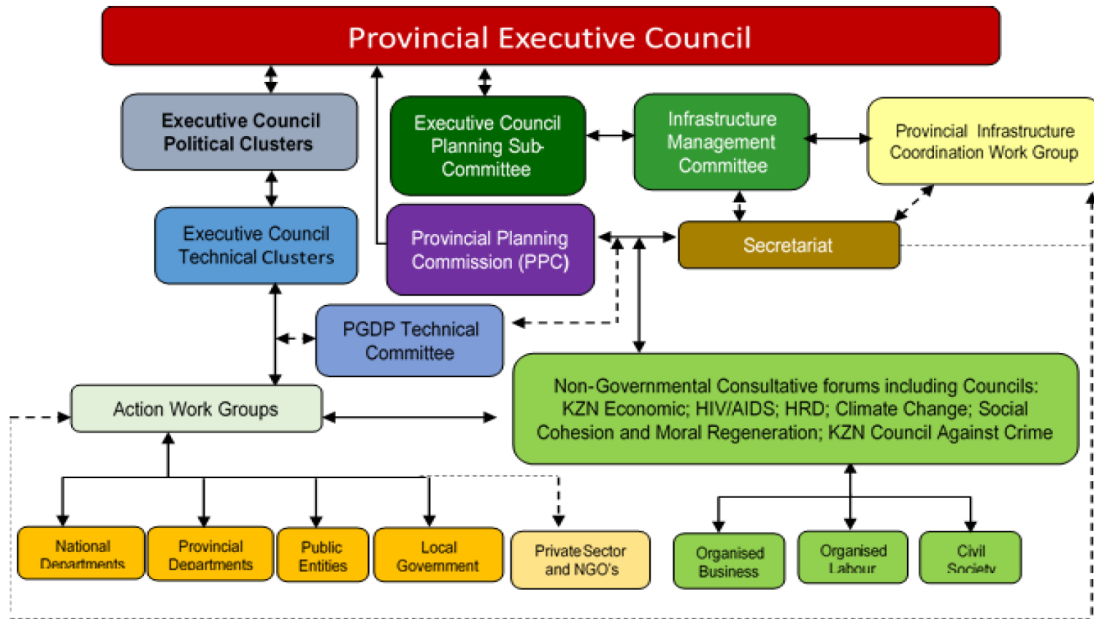 Provincial Executive Council
Executive Council
Political Clusters
Executive Council
Planning Sub-
Committee
Infrastructure
Management
Committee
Provincial Infrastructure
Coordination Work Group
Executive Council
Technical Clusters
Provincial Planning
Commission (PPC)
Secretariat
PGDP Technical
Committee
Non-Governmental Consultative forums including Councils:
KZN Economic; HIV/AIDS; HRD; Climate Change; Social
Cohesion and Moral Regeneration; KZN Council Against Crime
Action Work Groups
National
Departments
Provincial
Departments
Public
Entities
Local
Government
Private Sector
and NGO's
Organised
Business
Organised
Labour
Civil
Society